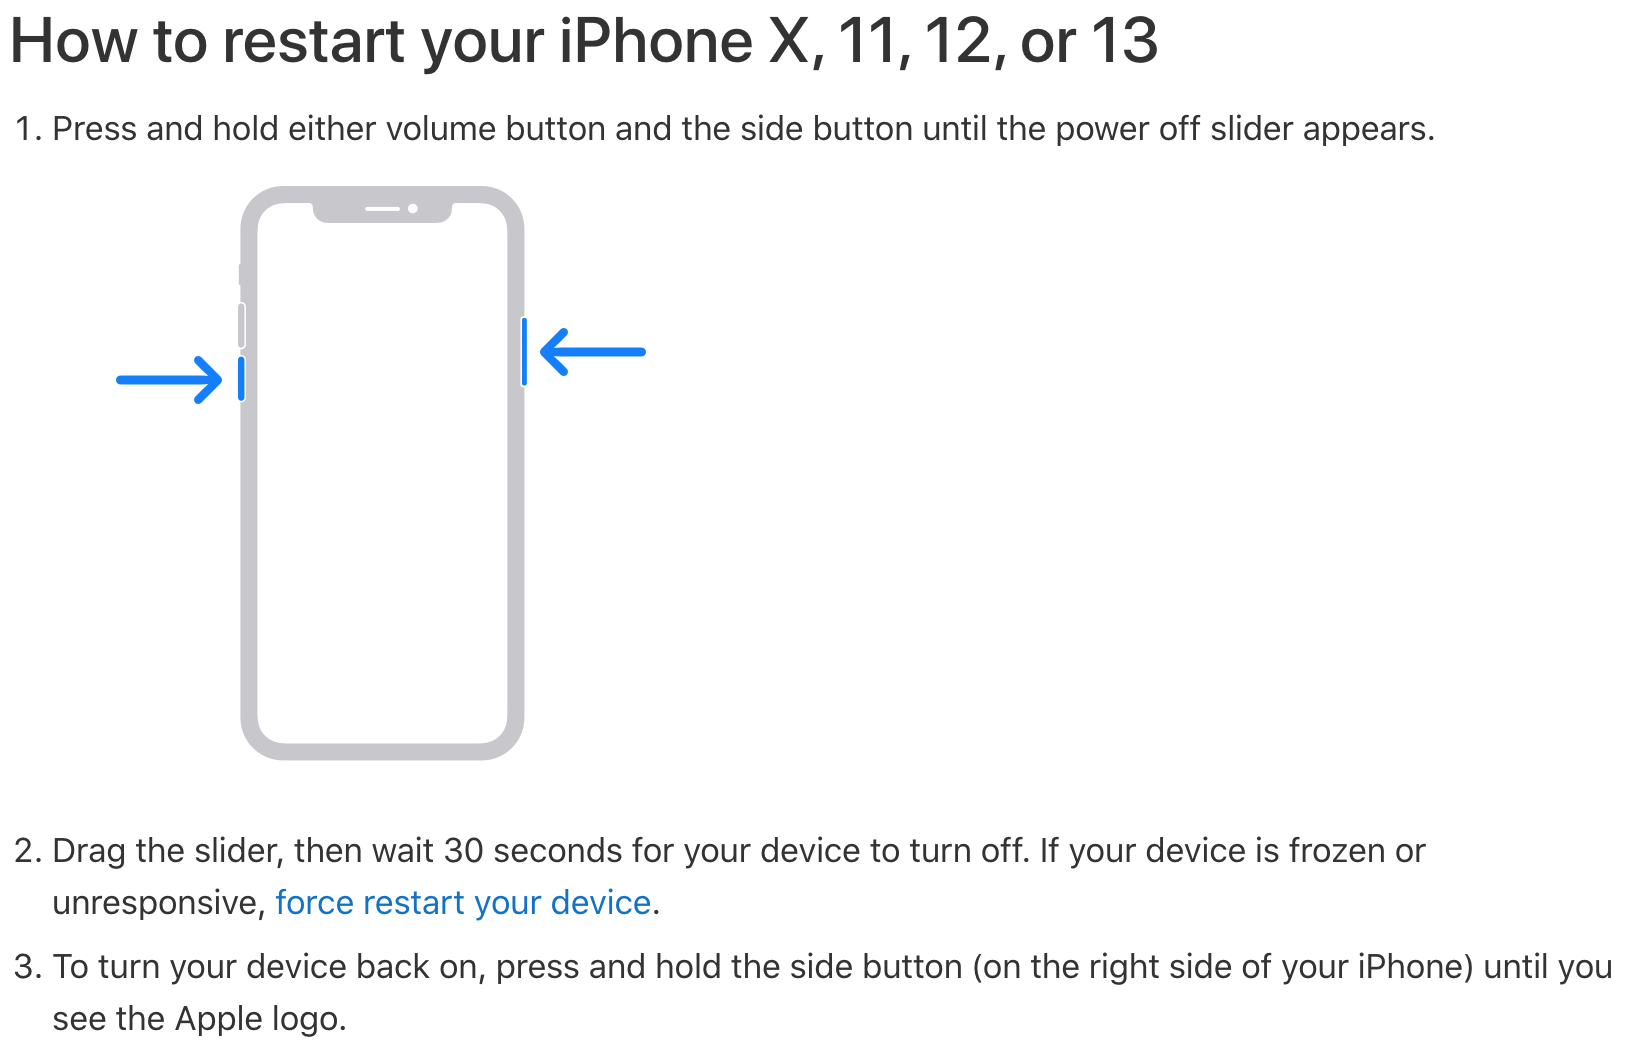 How to restart your iPhone X, 11, 12, or 13
1. Press and hold either volume button and the side button until the power off slider appears.
2. Drag the slider, then wait 30 seconds for your device to turn off. If your device is frozen or
unresponsive, force restart your device.
3. To turn your device back on, press and hold the side button (on the right side of your iPhone) until you
see the Apple logo.